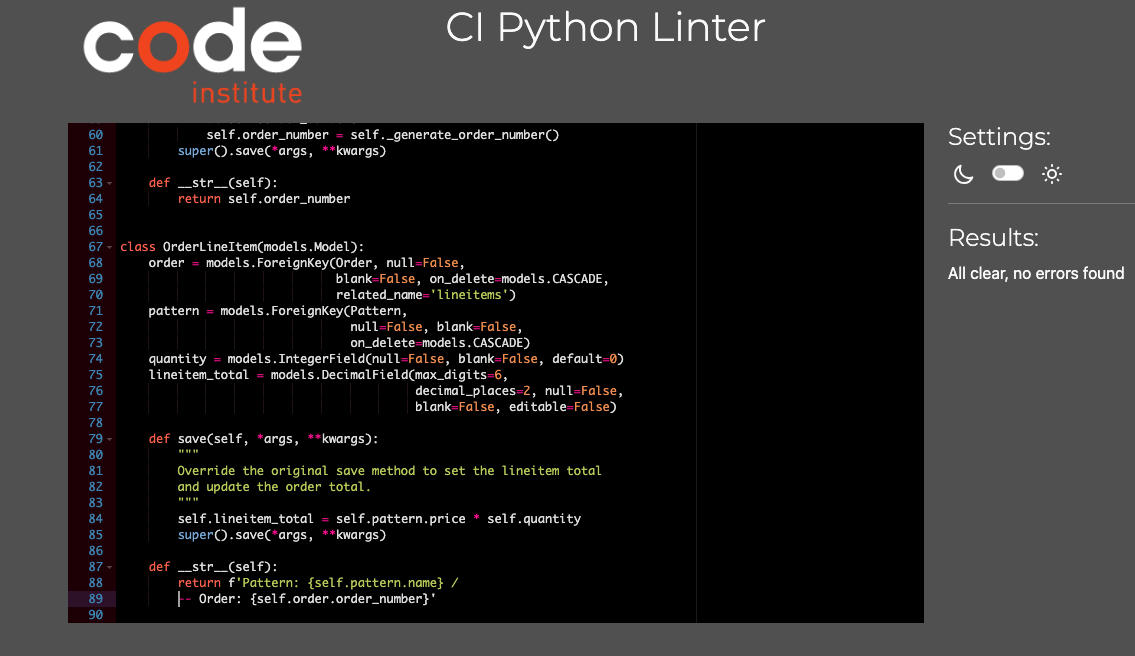 code
institute
CI Python Linter
60 self.order_number = self._generate_order_number()
61 super().save(*args, **kwargs)
62
63 def __str__(self):
64 return self.order_number
65
66
67 class OrderLineItem(models.Model):
68 order = models.ForeignKey(Order, null=False,
69 blank=False, on_delete=models.CASCADE,
70 related_name='lineitems')
71 pattern = models.ForeignKey(Pattern,
72 null=False, blank=False,
73 on_delete=models.CASCADE)
74 quantity = models.IntegerField(null=False, blank=False, default=0)
75 lineitem_total = models.DecimalField(max_digits=6,
76 decimal_places=2, null=False,
77 blank=False, editable=False)
78
79 def save(self, *args, **kwargs):
80 """
81 Override the original save method to set the lineitem total
82 and update the order total.
83 """
84 self.lineitem_total = self.pattern.price * self.quantity
85 super().save(*args, **kwargs)
86
87 def __str__(self):
88 return f'Pattern: {self.pattern.name} /
89 -- Order: {self.order.order_number}'
90
Settings:
Results:
All clear, no errors found